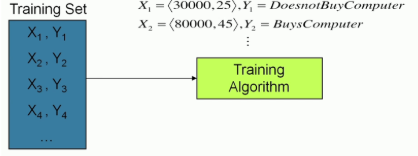 Training Set
X₁ , Y₁
X₂ , Y₂
X₃ , Y₃
X₄ , Y₄
...
X₁ = ⟨30000, 25⟩, Y₁ = DoesnotBuyComputer
X₂ = ⟨80000, 45⟩, Y₂ = BuysComputer
⋮
Training
Algorithm